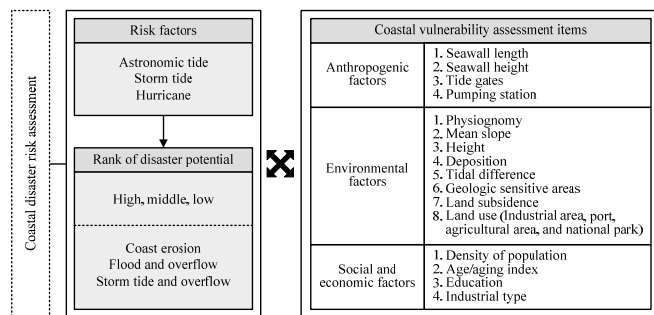 Coastal disaster risk assessment
Risk factors
Astronomic tide
Storm tide
Hurricane
Rank of disaster potential
High, middle, low
Coast erosion
Flood and overflow
Storm tide and overflow
Coastal vulnerability assessment items
Anthropogenic
factors
1. Seawall length
2. Seawall height
3. Tide gates
4. Pumping station
Environmental
factors
1. Physiognomy
2. Mean slope
3. Height
4. Deposition
5. Tidal difference
6. Geologic sensitive areas
7. Land subsidence
8. Land use (Industrial area, port,
agricultural area, and national park)
Social and
economic factors
1. Density of population
2. Age/aging index
3. Education
4. Industrial type